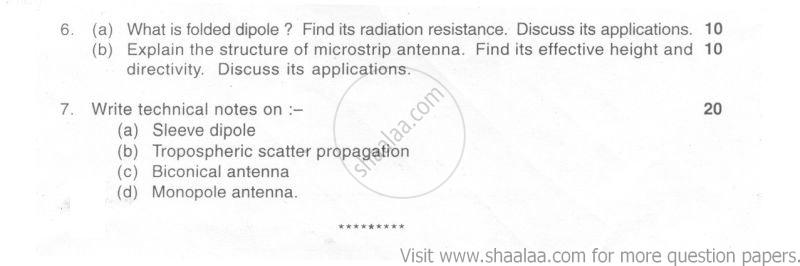 6. (a) What is folded dipole ? Find its radiation resistance. Discuss its applications. 10
(b) Explain the structure of microstrip antenna. Find its effective height and 10
directivity. Discuss its applications.
7. Write technical notes on :– 20
(a) Sleeve dipole
(b) Tropospheric scatter propagation
(c) Biconical antenna
(d) Monopole antenna.
*********
shaalaa.com
Visit www.shaalaa.com for more question papers.